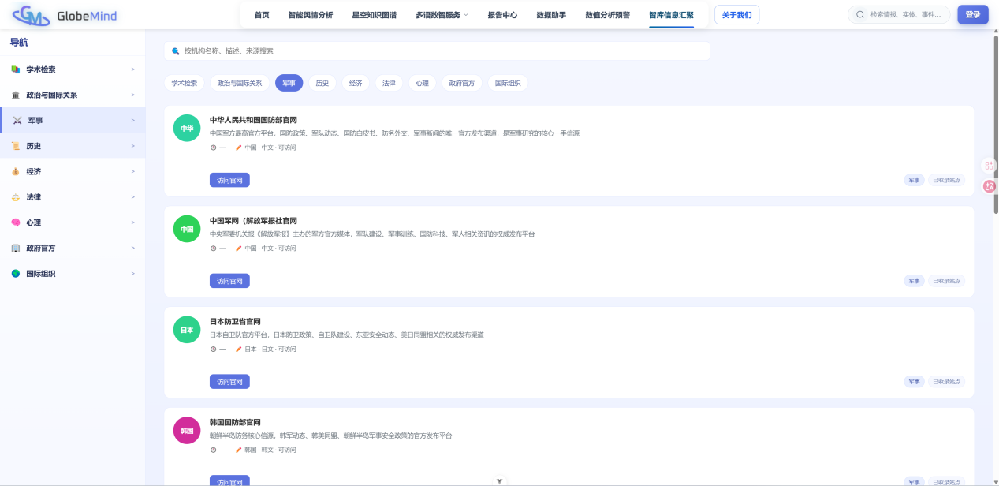 GlobeMind
首页 智能舆情分析 星空知识图谱 多语数智服务 报告中心 数据助手 数值分析预警 智库信息汇聚 关于我们 检索情报、实体、事件... 登录
导航
学术检索 >
政治与国际关系 >
军事 >
历史 >
经济 >
法律 >
心理 >
政府官方 >
国际组织 >
按机构名称、描述、来源搜索
学术检索 政治与国际关系 军事 历史 经济 法律 心理 政府官方 国际组织
中华
中华人民共和国国防部官网
中国军方最高官方平台，国防政策、军队动态、国防白皮书、防务外交、军事新闻的唯一官方发布渠道，是军事研究的核心一手信源
— 中国 · 中文 · 可访问
访问官网 军事 已收录站点
中国
中国军网（解放军报社官网
中央军委机关报《解放军报》主办的军方官方媒体，军队建设、军事训练、国防科技、军人相关资讯的权威发布平台
— 中国 · 中文 · 可访问
访问官网 军事 已收录站点
日本
日本防卫省官网
日本自卫队官方平台，日本防卫政策、自卫队建设、东亚安全动态、美日同盟相关的权威发布渠道
— 日本 · 日文 · 可访问
访问官网 军事 已收录站点
韩国
韩国国防部官网
朝鲜半岛防务核心信源，韩军动态、韩美同盟、朝鲜半岛军事安全政策的官方发布平台
— 韩国 · 韩文 · 可访问
访问官网 军事 已收录站点